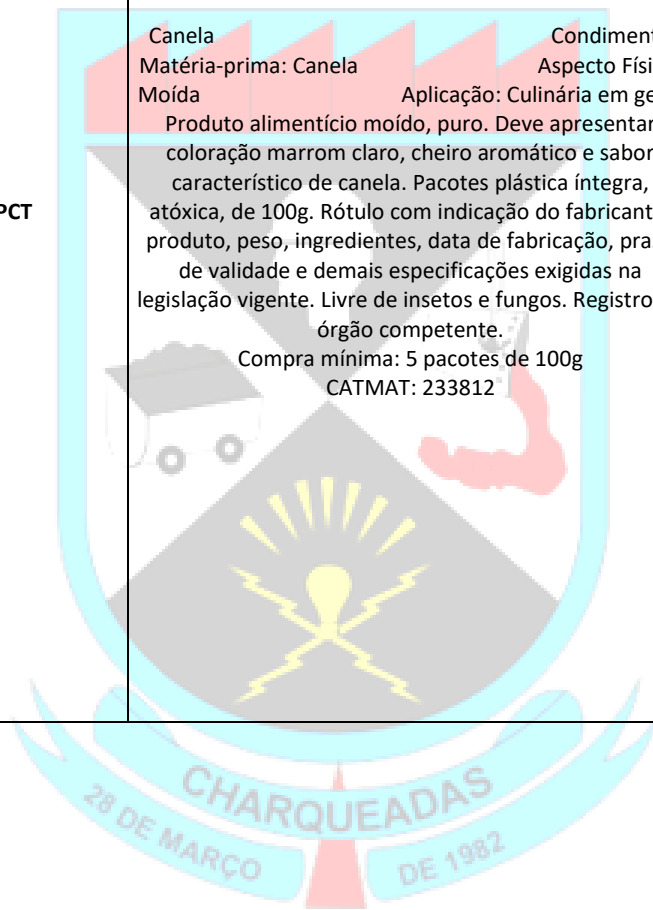 Canela Condiment
Matéria-prima: Canela Aspecto Físi
Moída Aplicação: Culinária em ge
Produto alimentício moído, puro. Deve apresentar
coloração marrom claro, cheiro aromático e sabor
característico de canela. Pacotes plástica íntegra,
PCT
atóxica, de 100g. Rótulo com indicação do fabricant
produto, peso, ingredientes, data de fabricação, pra
de validade e demais especificações exigidas na
legislação vigente. Livre de insetos e fungos. Registro
órgão competente.
Compra mínima: 5 pacotes de 100g
CATMAT: 233812
CHARQUEADAS
28 DE MARÇO DE 1982